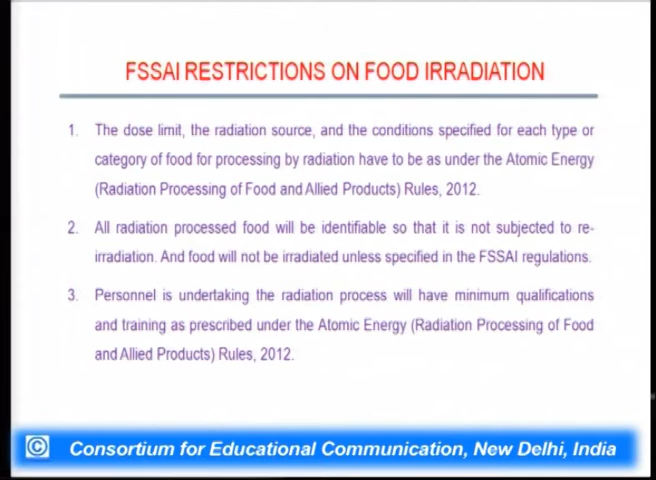 FSSAI RESTRICTIONS ON FOOD IRRADIATION
1. The dose limit, the radiation source, and the conditions specified for each type or
category of food for processing by radiation have to be as under the Atomic Energy
(Radiation Processing of Food and Allied Products) Rules, 2012.
2. All radiation processed food will be identifiable so that it is not subjected to re-
irradiation. And food will not be irradiated unless specified in the FSSAI regulations.
3. Personnel is undertaking the radiation process will have minimum qualifications
and training as prescribed under the Atomic Energy (Radiation Processing of Food
and Allied Products) Rules, 2012.
© Consortium for Educational Communication, New Delhi, India